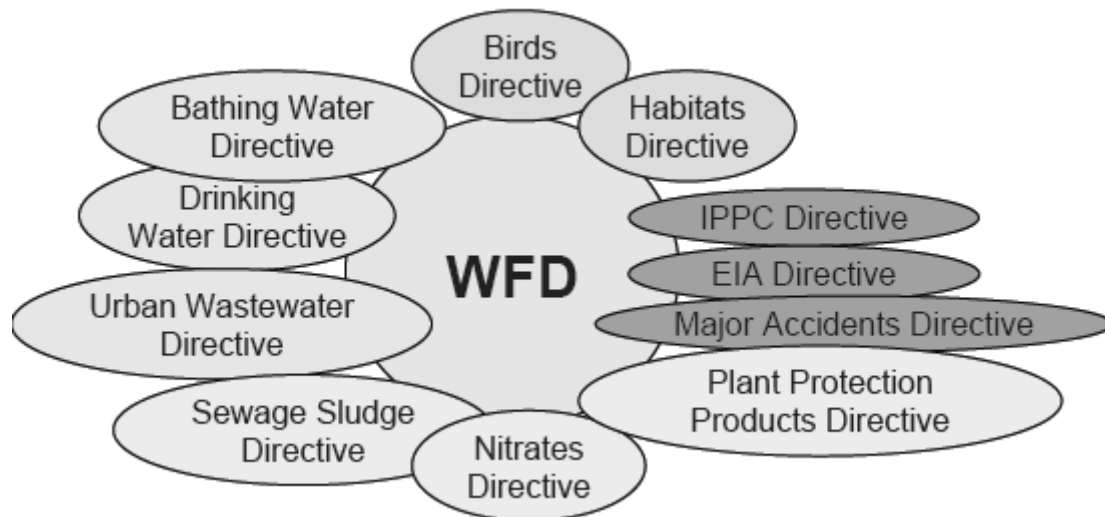 Birds
Directive
Bathing Water
Directive
Habitats
Directive
Drinking
Water Directive
IPPC Directive
WFD
EIA Directive
Urban Wastewater
Directive
Major Accidents Directive
Plant Protection
Products Directive
Sewage Sludge
Directive
Nitrates
Directive